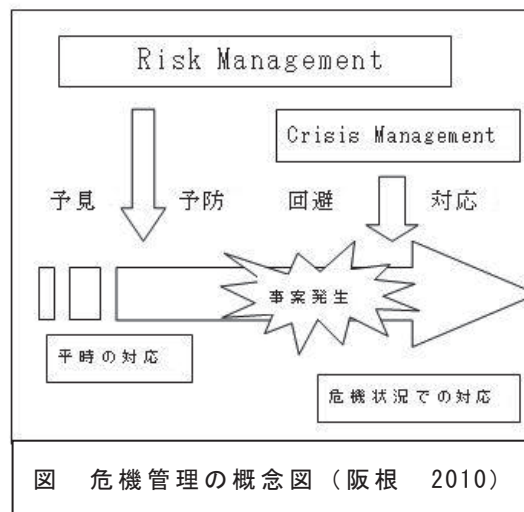 Risk Management
Crisis Management
予見 予防 回避 対応
事案発生
平時の対応
危機状況での対応
図 危機管理の概念図(阪根 2010)